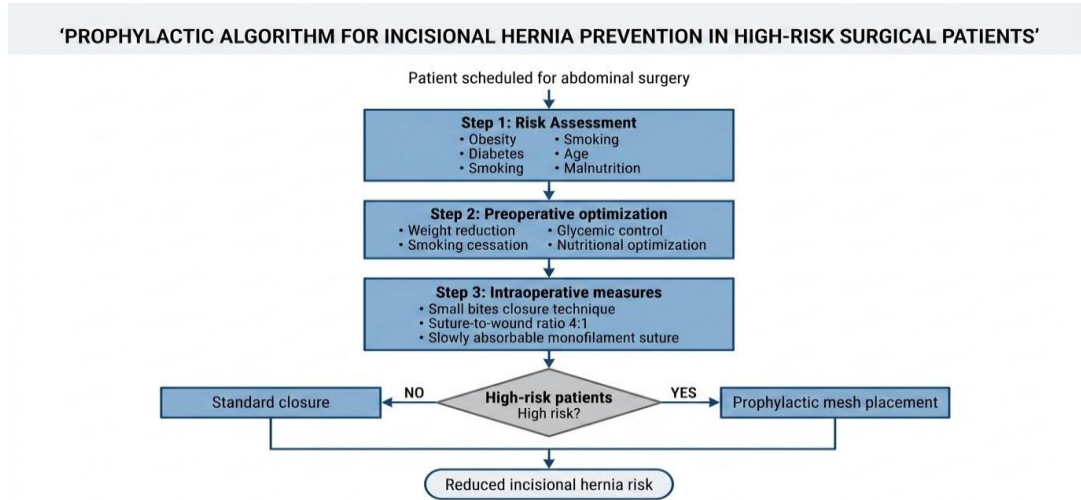 ‘PROPHYLACTIC ALGORITHM FOR INCISIONAL HERNIA PREVENTION IN HIGH-RISK SURGICAL PATIENTS’
Patient scheduled for abdominal surgery
Step 1: Risk Assessment
• Obesity • Smoking
• Diabetes • Age
• Smoking • Malnutrition
Step 2: Preoperative optimization
• Weight reduction • Glycemic control
• Smoking cessation • Nutritional optimization
Step 3: Intraoperative measures
• Small bites closure technique
• Suture-to-wound ratio 4:1
• Slowly absorbable monofilament suture
High-risk patients
High risk?
NO
Standard closure
YES
Prophylactic mesh placement
Reduced incisional hernia risk